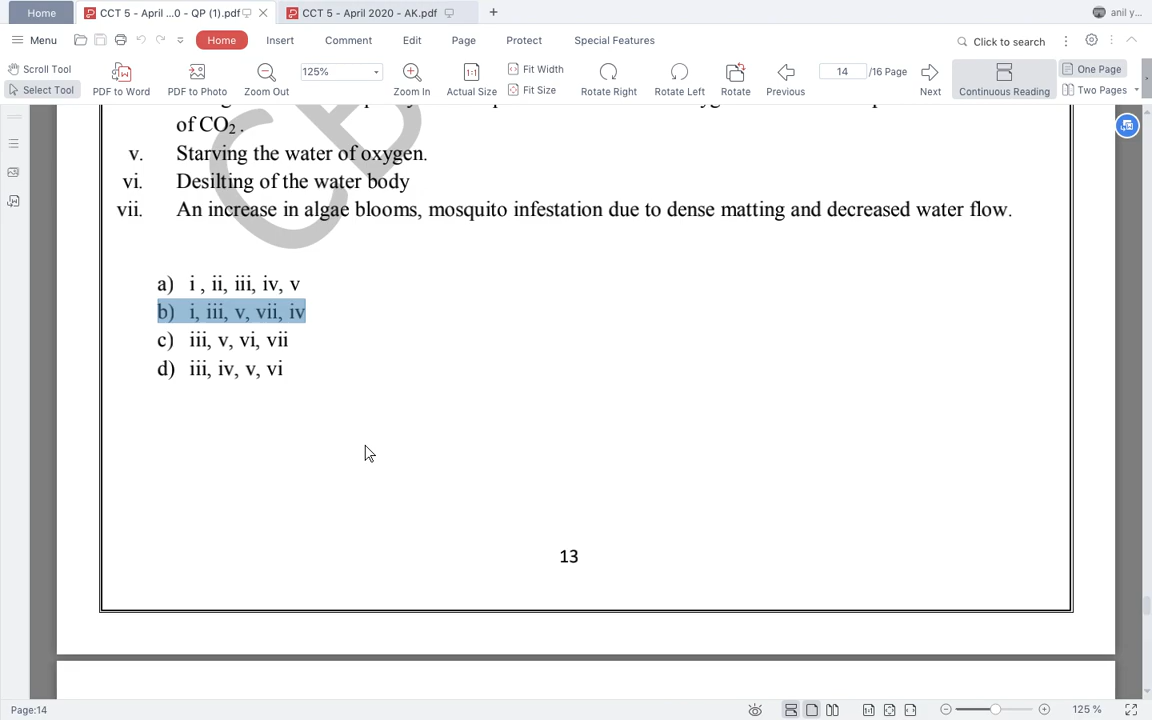 Home
CCT 5 - April ...0 - QP (1).pdf
CCT 5 - April 2020 - AK.pdf
anil y...
Menu
Home
Insert
Comment
Edit
Page
Protect
Special Features
Click to search
Scroll Tool
Select Tool
PDF to Word
PDF to Photo
Zoom Out
125%
Zoom In
1:1
Actual Size
Fit Width
Fit Size
Rotate Right
Rotate Left
Rotate
Previous
14 /16 Page
Next
Continuous Reading
One Page
Two Pages
of CO2 .
v. Starving the water of oxygen.
vi. Desilting of the water body
vii. An increase in algae blooms, mosquito infestation due to dense matting and decreased water flow.
a) i , ii, iii, iv, v
b) i, iii, v, vii, iv
c) iii, v, vi, vii
d) iii, iv, v, vi
13
Page:14
125 %